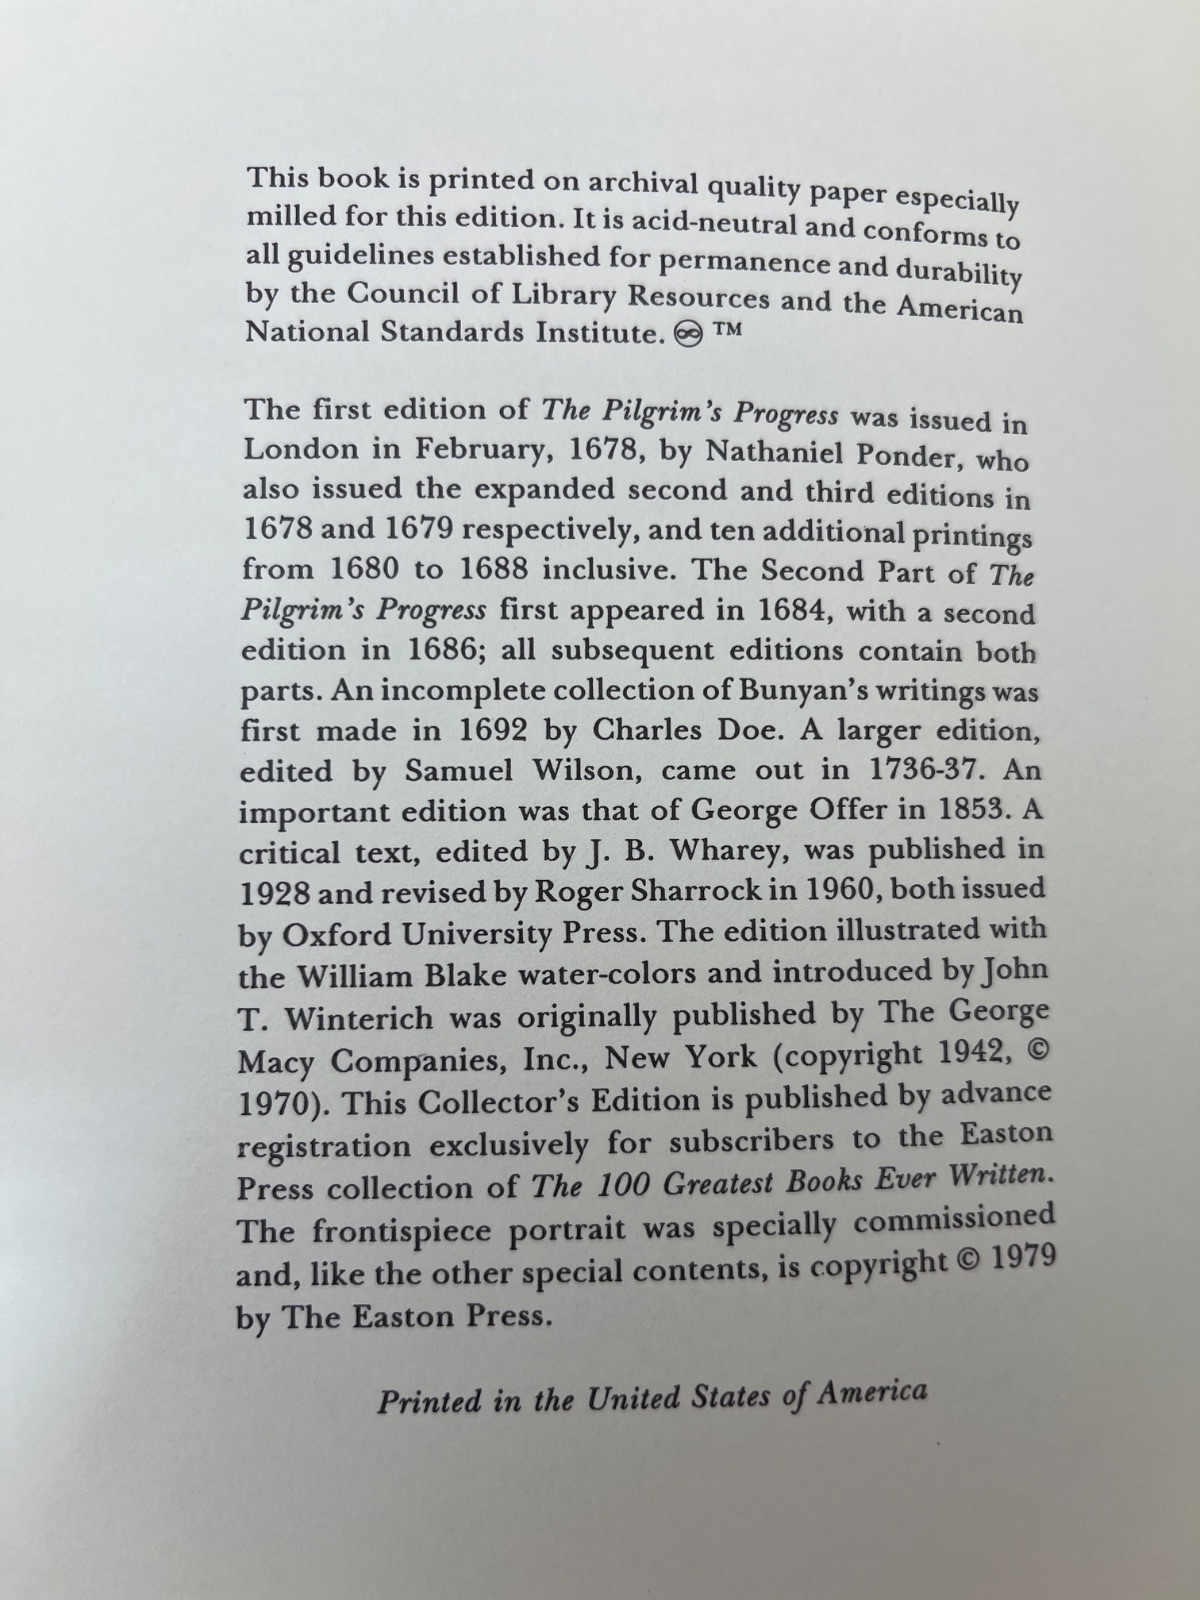 This book is printed on archival quality paper especially
milled for this edition. It is acid-neutral and conforms to
all guidelines established for permanence and durability
by the Council of Library Resources and the American
National Standards Institute. ♾ ™
The first edition of The Pilgrim's Progress was issued in
London in February, 1678, by Nathaniel Ponder, who
also issued the expanded second and third editions in
1678 and 1679 respectively, and ten additional printings
from 1680 to 1688 inclusive. The Second Part of The
Pilgrim's Progress first appeared in 1684, with a second
edition in 1686; all subsequent editions contain both
parts. An incomplete collection of Bunyan's writings was
first made in 1692 by Charles Doe. A larger edition,
edited by Samuel Wilson, came out in 1736-37. An
important edition was that of George Offer in 1853. A
critical text, edited by J. B. Wharey, was published in
1928 and revised by Roger Sharrock in 1960, both issued
by Oxford University Press. The edition illustrated with
the William Blake water-colors and introduced by John
T. Winterich was originally published by The George
Macy Companies, Inc., New York (copyright 1942, ©
1970). This Collector's Edition is published by advance
registration exclusively for subscribers to the Easton
Press collection of The 100 Greatest Books Ever Written.
The frontispiece portrait was specially commissioned
and, like the other special contents, is copyright © 1979
by The Easton Press.
Printed in the United States of America